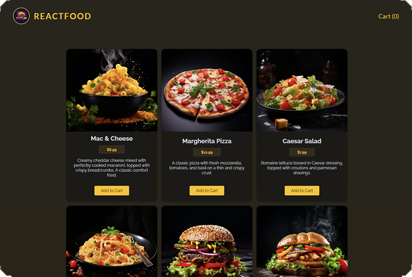 REACTFOOD
Cart (0)
Mac & Cheese
$8.99
Creamy cheddar cheese mixed with
perfectly cooked macaroni, topped with
crispy breadcrumbs. A classic comfort
food.
Add to Cart
Margherita Pizza
$12.99
A classic pizza with fresh mozzarella,
tomatoes, and basil on a thin and crispy
crust.
Add to Cart
Caesar Salad
$7.99
Romaine lettuce tossed in Caesar dressing,
topped with croutons and parmesan
shavings.
Add to Cart